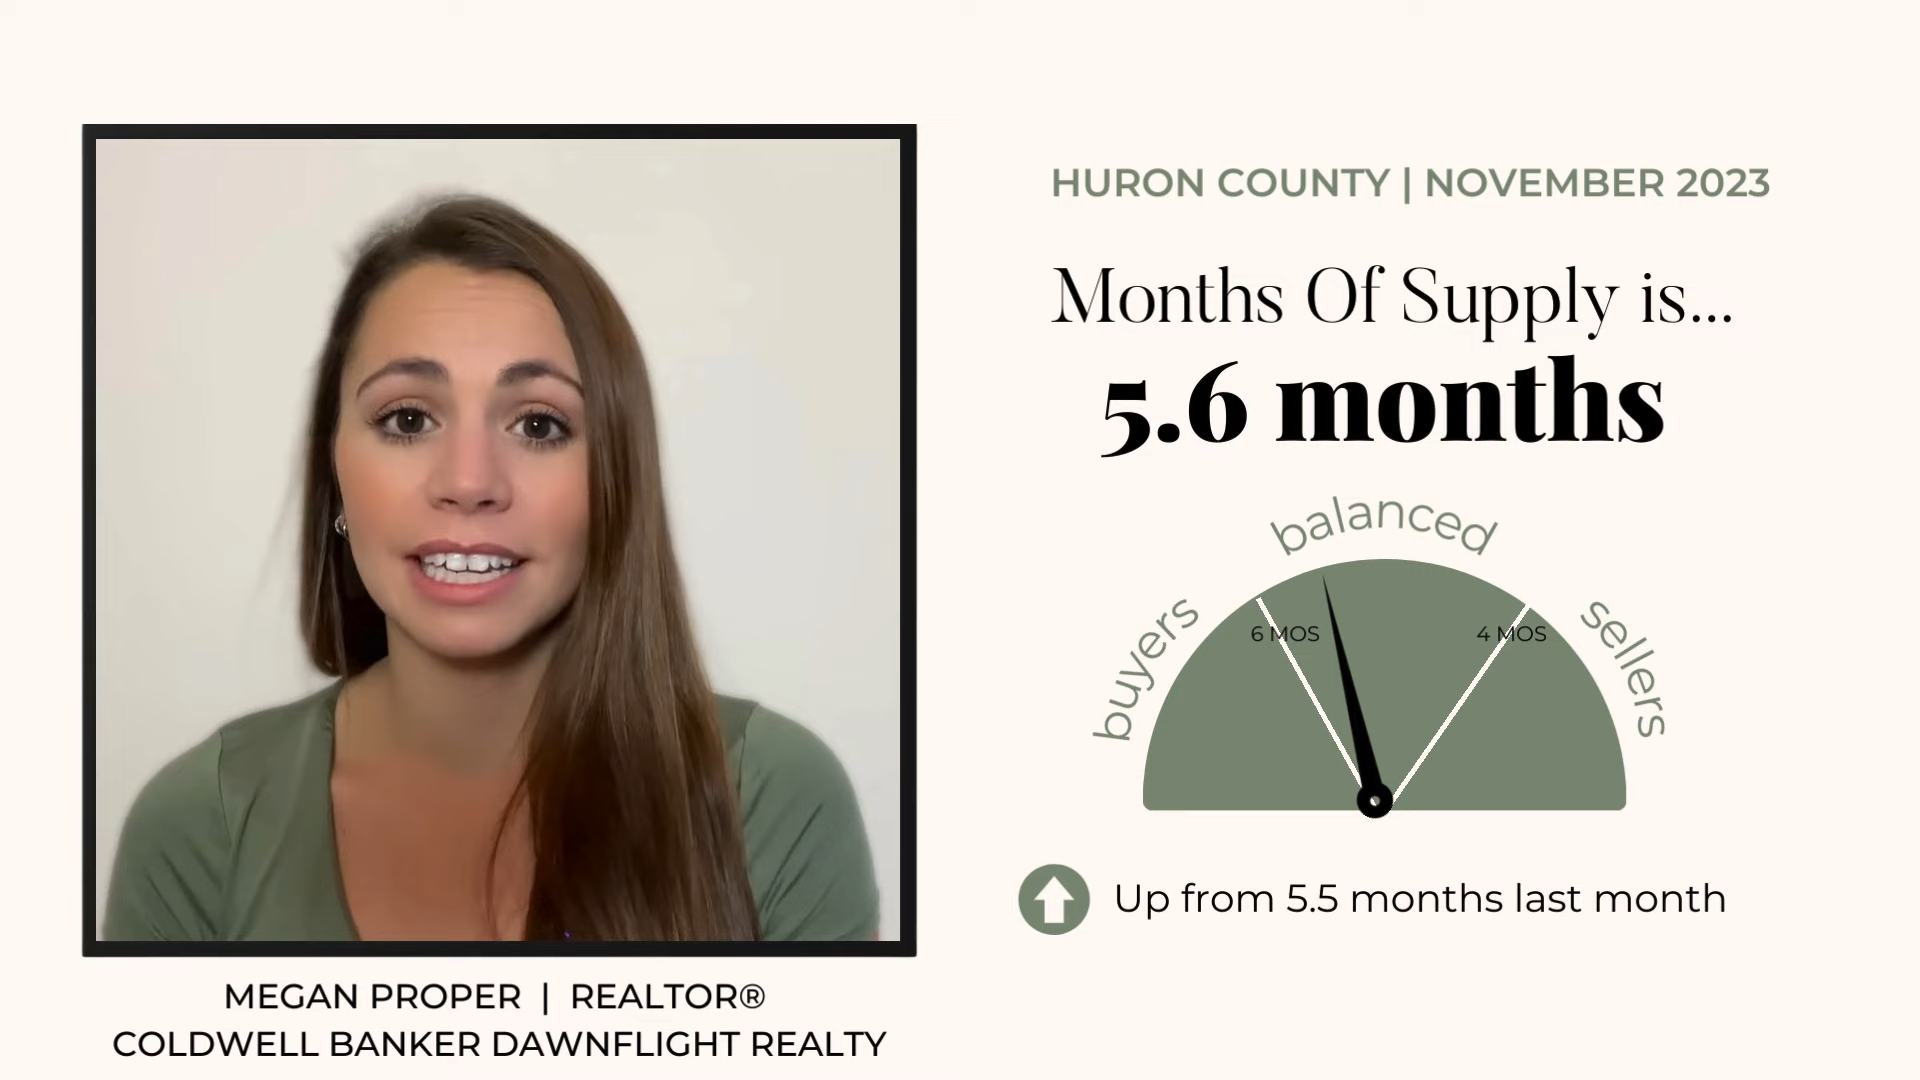 HURON COUNTY | NOVEMBER 2023
Months Of Supply is...
5.6 months
balanced
buyers
sellers
6 MOS
4 MOS
Up from 5.5 months last month
MEGAN PROPER | REALTOR®
COLDWELL BANKER DAWNFLIGHT REALTY